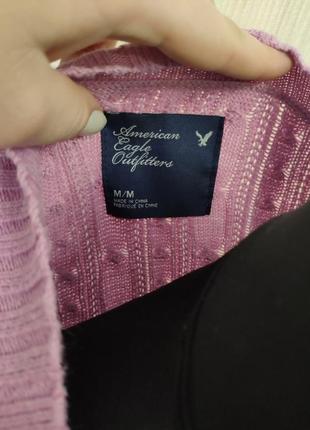 American
Eagle
Outfitters
M/M
MADE IN CHINA
FABRIQUÉ EN CHINE